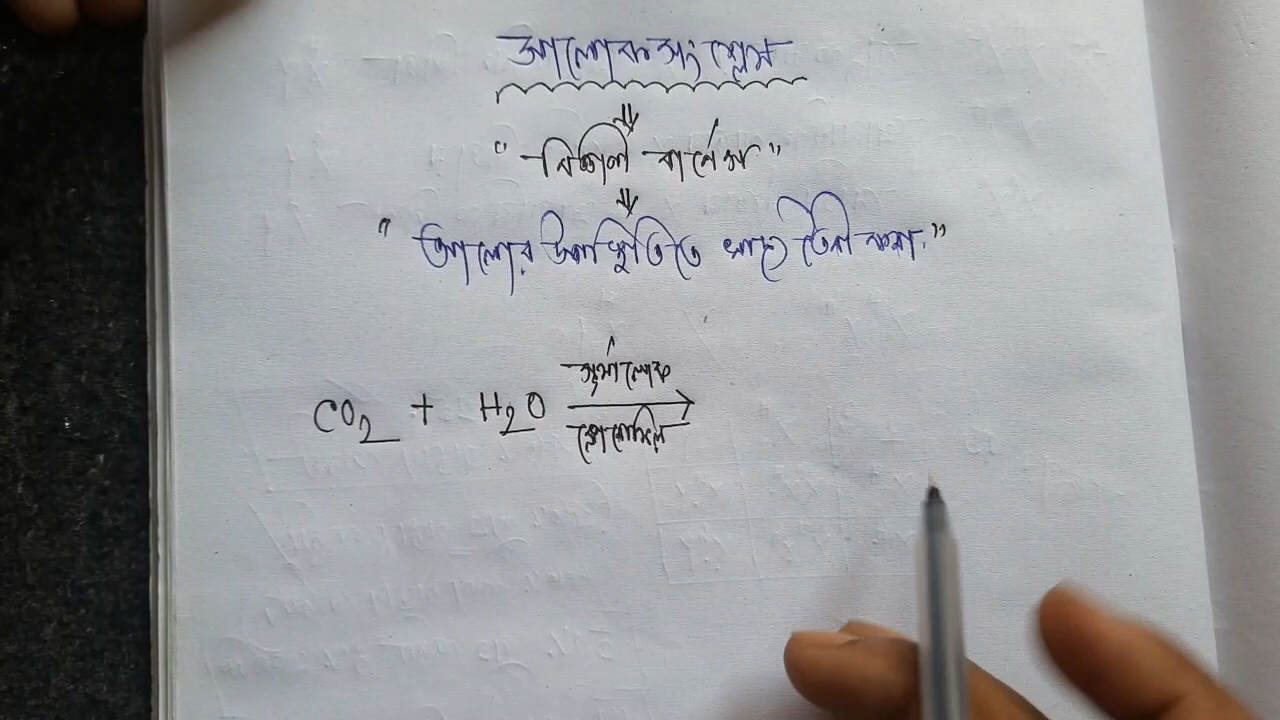 আলোকসংশ্লেষ
"বিজ্ঞানী বার্নেস"
"আলোর উপস্থিতিতে খাদ্য তৈরী করা."
সূর্যালোক
CO₂ + H₂O →
ক্লোরোফিল